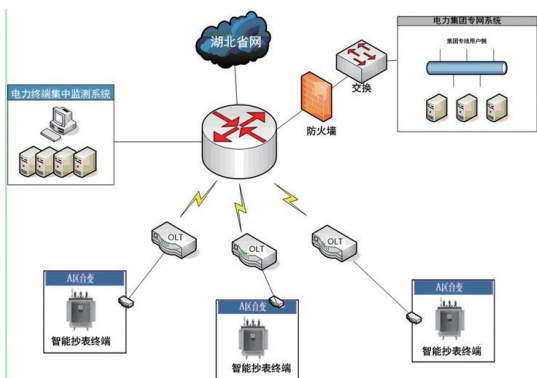 湖北省网
电力集团专网系统
集团专线用户侧
交换
防火墙
电力终端集中监测系统
OLT
OLT
OLT
A区台变
智能抄表终端
A区台变
智能抄表终端
A区台变
智能抄表终端